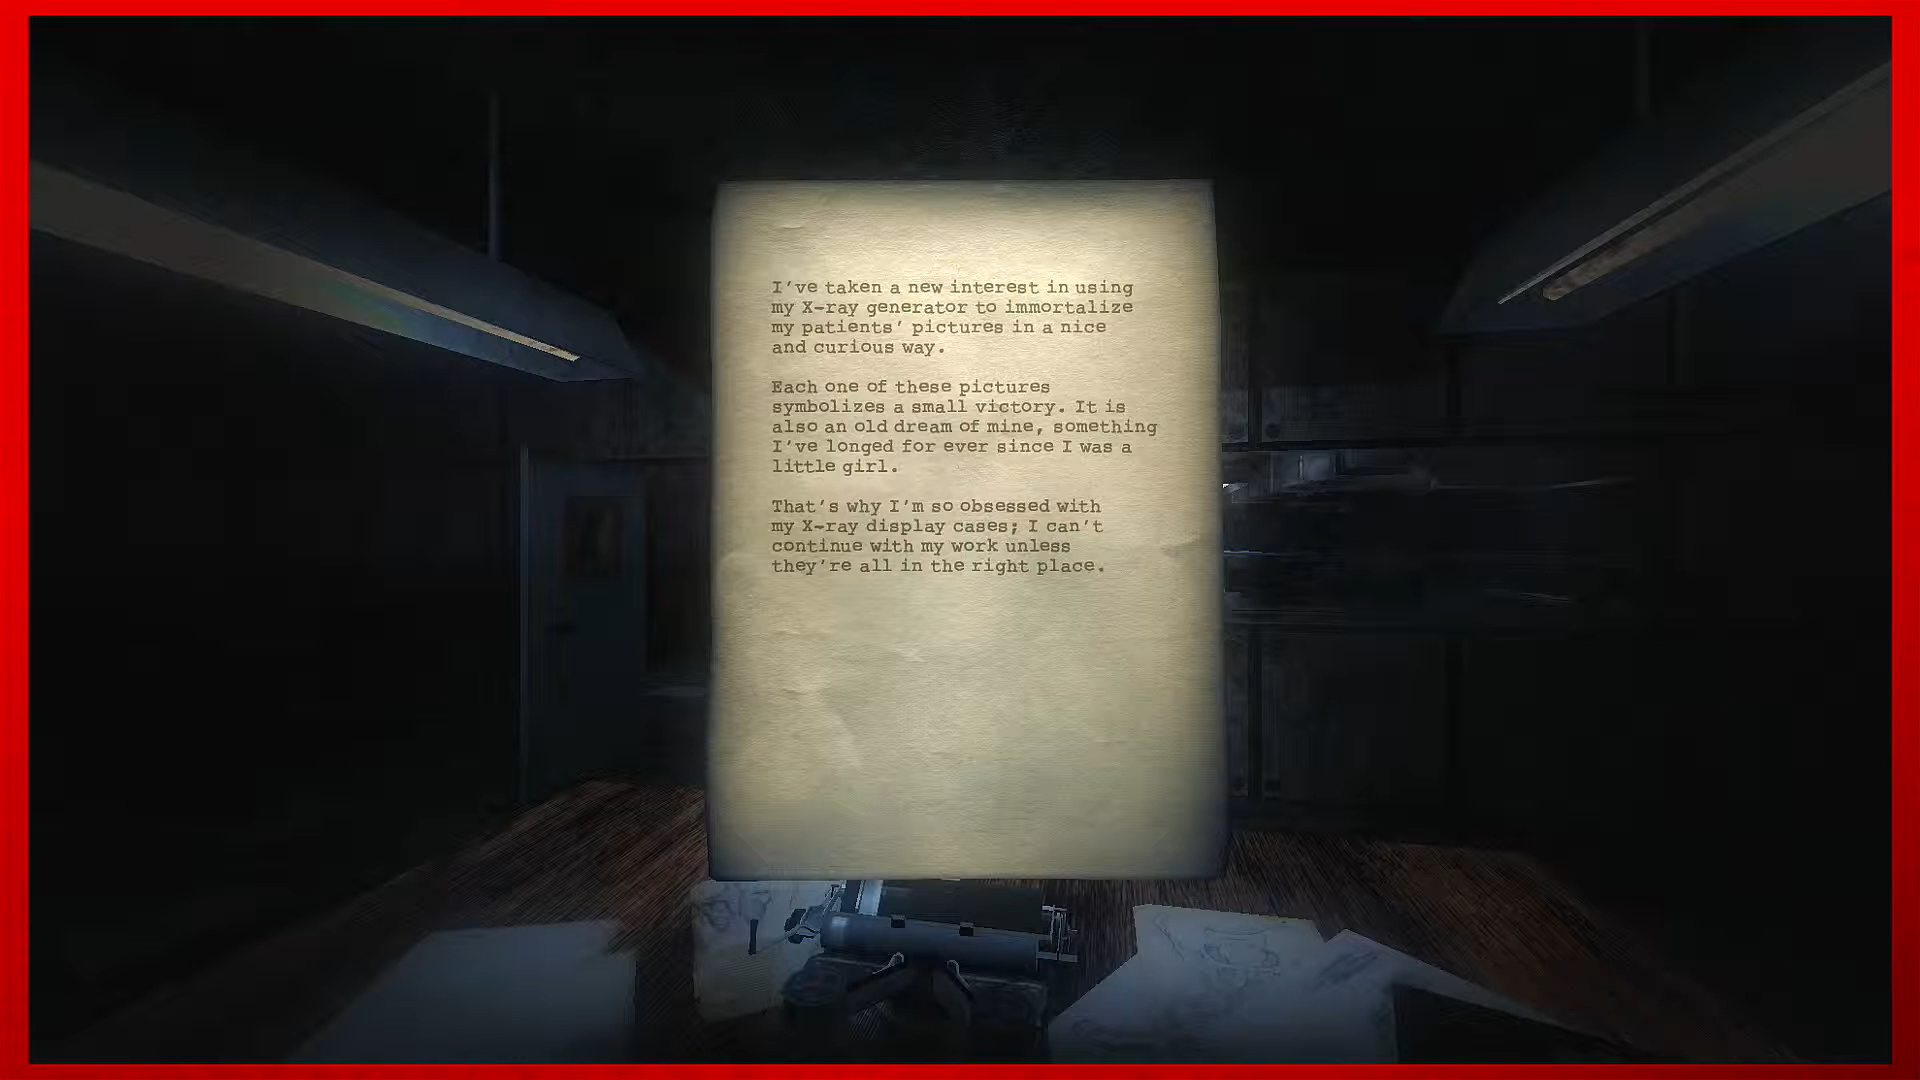 I've taken a new interest in using
my X-ray generator to immortalize
my patients' pictures in a nice
and curious way.
Each one of these pictures
symbolizes a small victory. It is
also an old dream of mine, something
I've longed for ever since I was a
little girl.
That's why I'm so obsessed with
my X-ray display cases; I can't
continue with my work unless
they're all in the right place.